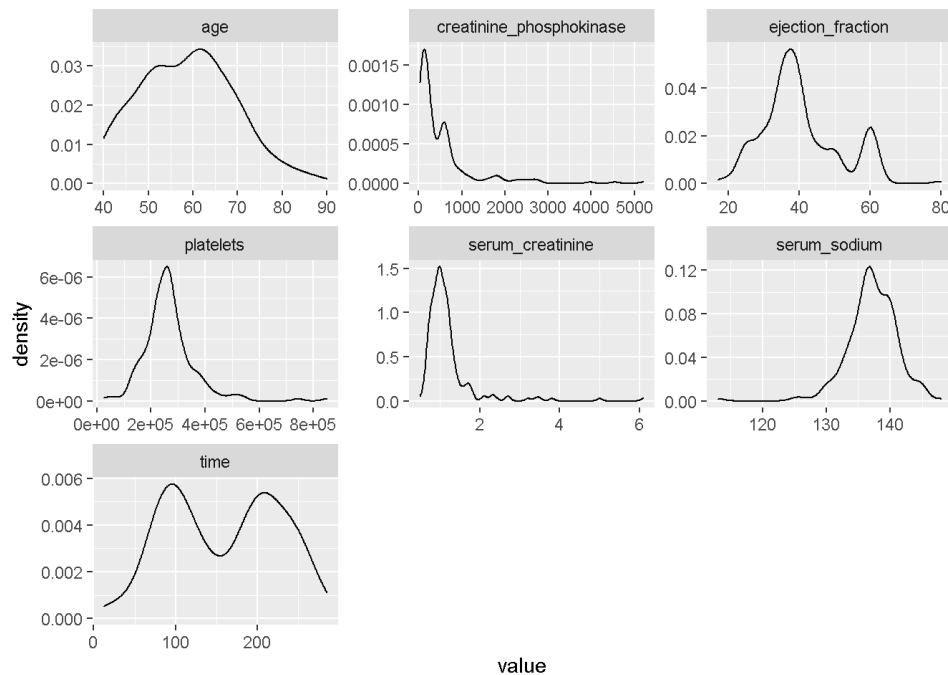 age
creatinine_phosphokinase
ejection_fraction
0.03
0.02
0.01
0.00
40 50 60 70 80 90
0.0015
0.0010
0.0005
0.0000
0 1000 2000 3000 4000 5000
0.04
0.02
0.00
20 40 60 80
platelets
serum_creatinine
serum_sodium
6e-06
4e-06
2e-06
0e+00
0e+00 2e+05 4e+05 6e+05 8e+05
1.5
1.0
0.5
0.0
2 4 6
0.12
0.08
0.04
0.00
120 130 140
time
0.006
0.004
0.002
0.000
0 100 200
density
value